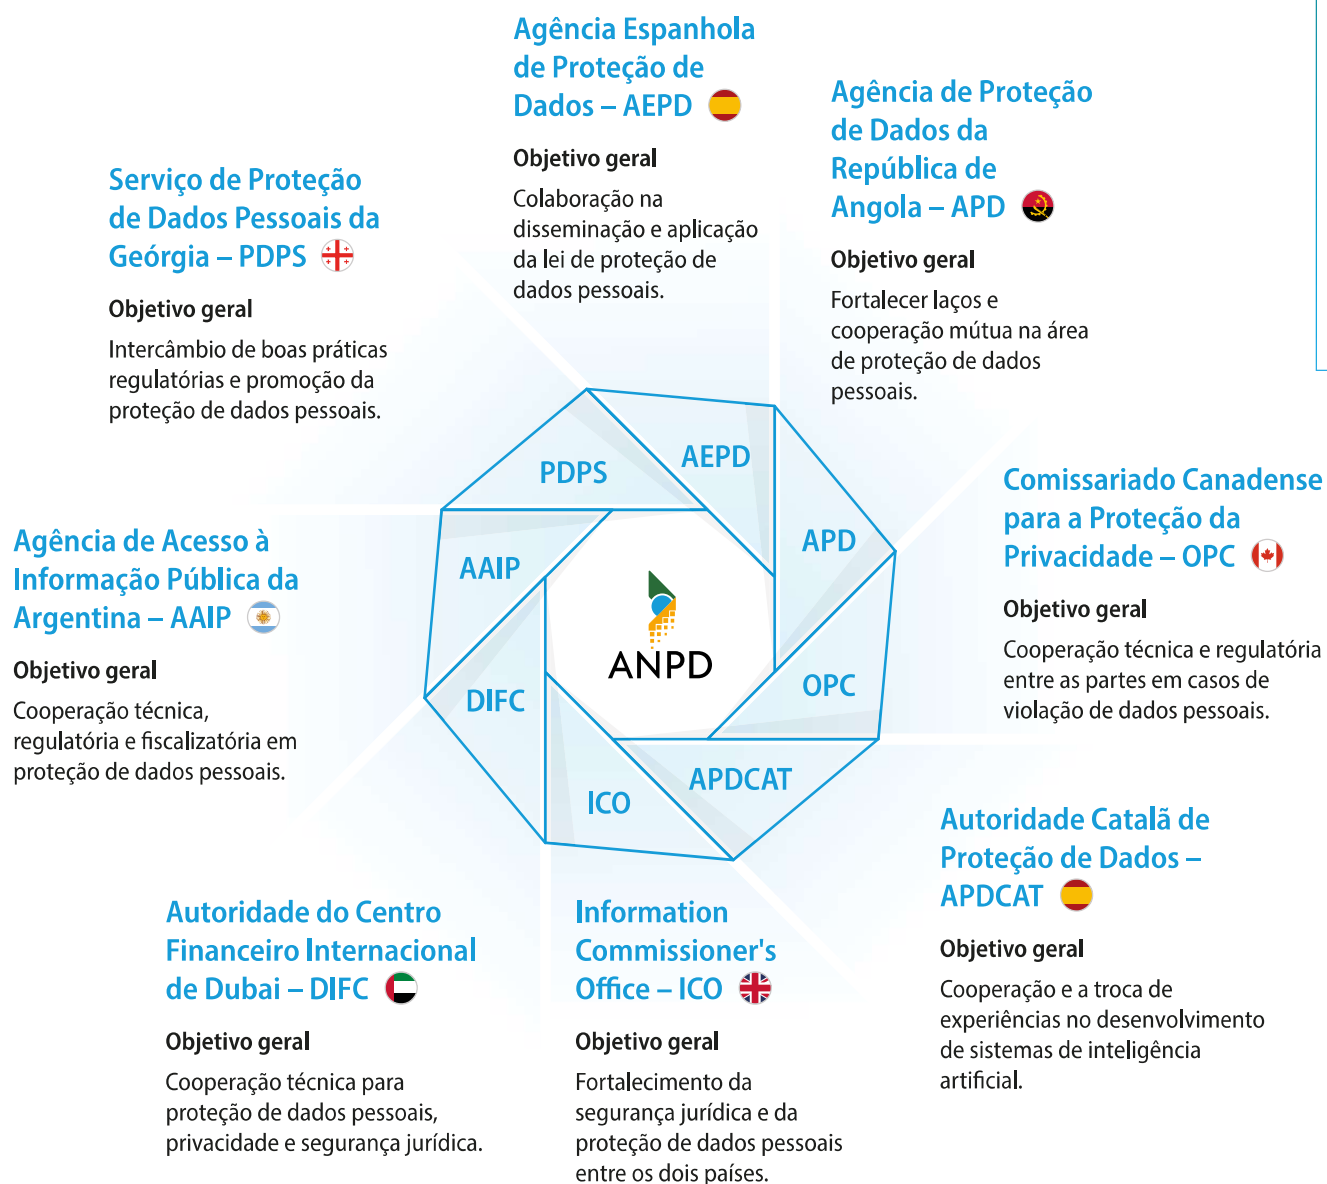 Agência Espanhola
de Proteção de
Dados – AEPD
Objetivo geral
Colaboração na
disseminação e aplicação
da lei de proteção de
dados pessoais.
Agência de Proteção
de Dados da
República de
Angola – APD
Objetivo geral
Fortalecer laços e
cooperação mútua na área
de proteção de dados
pessoais.
Serviço de Proteção
de Dados Pessoais da
Geórgia – PDPS
Objetivo geral
Intercâmbio de boas práticas
regulatórias e promoção da
proteção de dados pessoais.
Comissariado Canadense
para a Proteção da
Privacidade – OPC
Objetivo geral
Cooperação técnica e regulatória
entre as partes em casos de
violação de dados pessoais.
Agência de Acesso à
Informação Pública da
Argentina – AAIP
Objetivo geral
Cooperação técnica,
regulatória e fiscalizatória em
proteção de dados pessoais.
PDPS
AEPD
APD
AAIP
ANPD
DIFC
OPC
APDCAT
ICO
Autoridade Catalã de
Proteção de Dados –
APDCAT
Objetivo geral
Cooperação e a troca de
experiências no desenvolvimento
de sistemas de inteligência
artificial.
Autoridade do Centro
Financeiro Internacional
de Dubai – DIFC
Objetivo geral
Cooperação técnica para
proteção de dados pessoais,
privacidade e segurança jurídica.
Information
Commissioner's
Office – ICO
Objetivo geral
Fortalecimento da
segurança jurídica e da
proteção de dados pessoais
entre os dois países.